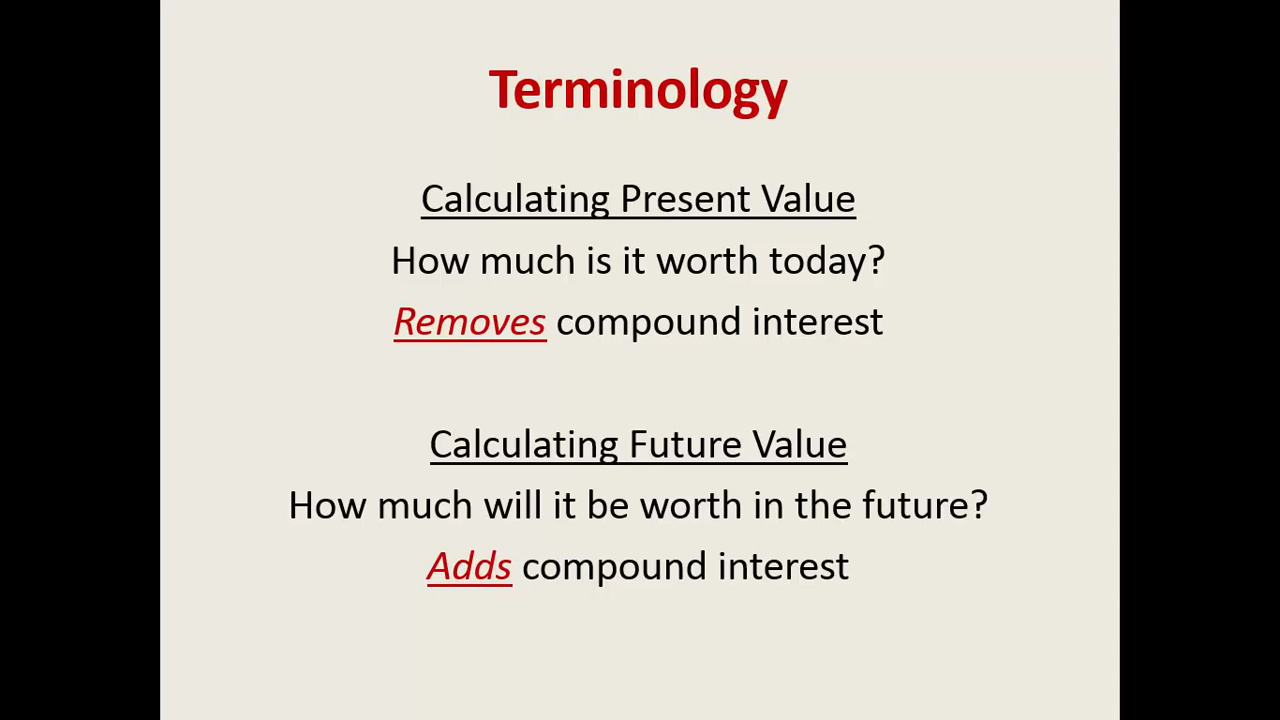 Terminology
Calculating Present Value
How much is it worth today?
Removes compound interest
Calculating Future Value
How much will it be worth in the future?
Adds compound interest